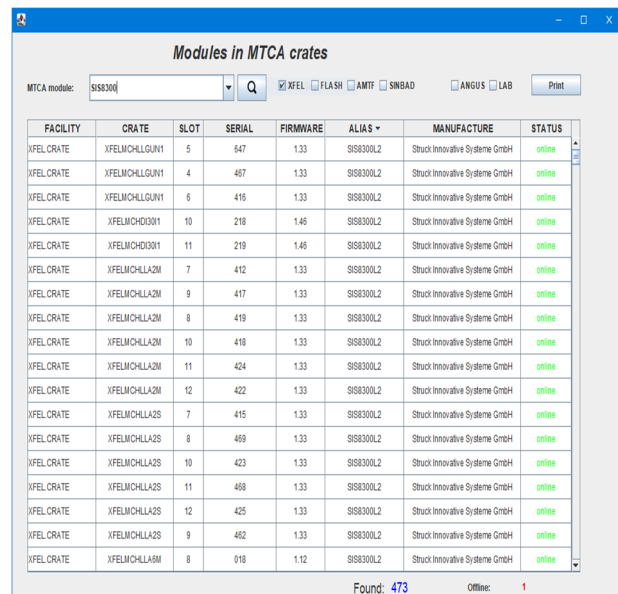 Modules in MTCA crates
MTCA module: SIS8300 XFEL FLASH AMTF SINBAD ANGUS LAB Print
FACILITY CRATE SLOT SERIAL FIRMWARE ALIAS MANUFACTURE STATUS
XFEL.CRATE XFELMCHLLGUN1 5 647 1.33 SIS8300L2 Struck Innovative Systeme GmbH online
XFEL.CRATE XFELMCHLLGUN1 4 467 1.33 SIS8300L2 Struck Innovative Systeme GmbH online
XFEL.CRATE XFELMCHLLGUN1 6 416 1.33 SIS8300L2 Struck Innovative Systeme GmbH online
XFEL.CRATE XFELMCHDI30I1 10 218 1.46 SIS8300L2 Struck Innovative Systeme GmbH online
XFEL.CRATE XFELMCHDI30I1 11 219 1.46 SIS8300L2 Struck Innovative Systeme GmbH online
XFEL.CRATE XFELMCHLLA2M 7 412 1.33 SIS8300L2 Struck Innovative Systeme GmbH online
XFEL.CRATE XFELMCHLLA2M 9 417 1.33 SIS8300L2 Struck Innovative Systeme GmbH online
XFEL.CRATE XFELMCHLLA2M 8 419 1.33 SIS8300L2 Struck Innovative Systeme GmbH online
XFEL.CRATE XFELMCHLLA2M 10 418 1.33 SIS8300L2 Struck Innovative Systeme GmbH online
XFEL.CRATE XFELMCHLLA2M 11 424 1.33 SIS8300L2 Struck Innovative Systeme GmbH online
XFEL.CRATE XFELMCHLLA2M 12 422 1.33 SIS8300L2 Struck Innovative Systeme GmbH online
XFEL.CRATE XFELMCHLLA2S 7 415 1.33 SIS8300L2 Struck Innovative Systeme GmbH online
XFEL.CRATE XFELMCHLLA2S 8 469 1.33 SIS8300L2 Struck Innovative Systeme GmbH online
XFEL.CRATE XFELMCHLLA2S 10 423 1.33 SIS8300L2 Struck Innovative Systeme GmbH online
XFEL.CRATE XFELMCHLLA2S 11 468 1.33 SIS8300L2 Struck Innovative Systeme GmbH online
XFEL.CRATE XFELMCHLLA2S 12 425 1.33 SIS8300L2 Struck Innovative Systeme GmbH online
XFEL.CRATE XFELMCHLLA2S 9 462 1.33 SIS8300L2 Struck Innovative Systeme GmbH online
XFEL.CRATE XFELMCHLLA6M 8 018 1.12 SIS8300L2 Struck Innovative Systeme GmbH online
Found: 473 Offline: 1